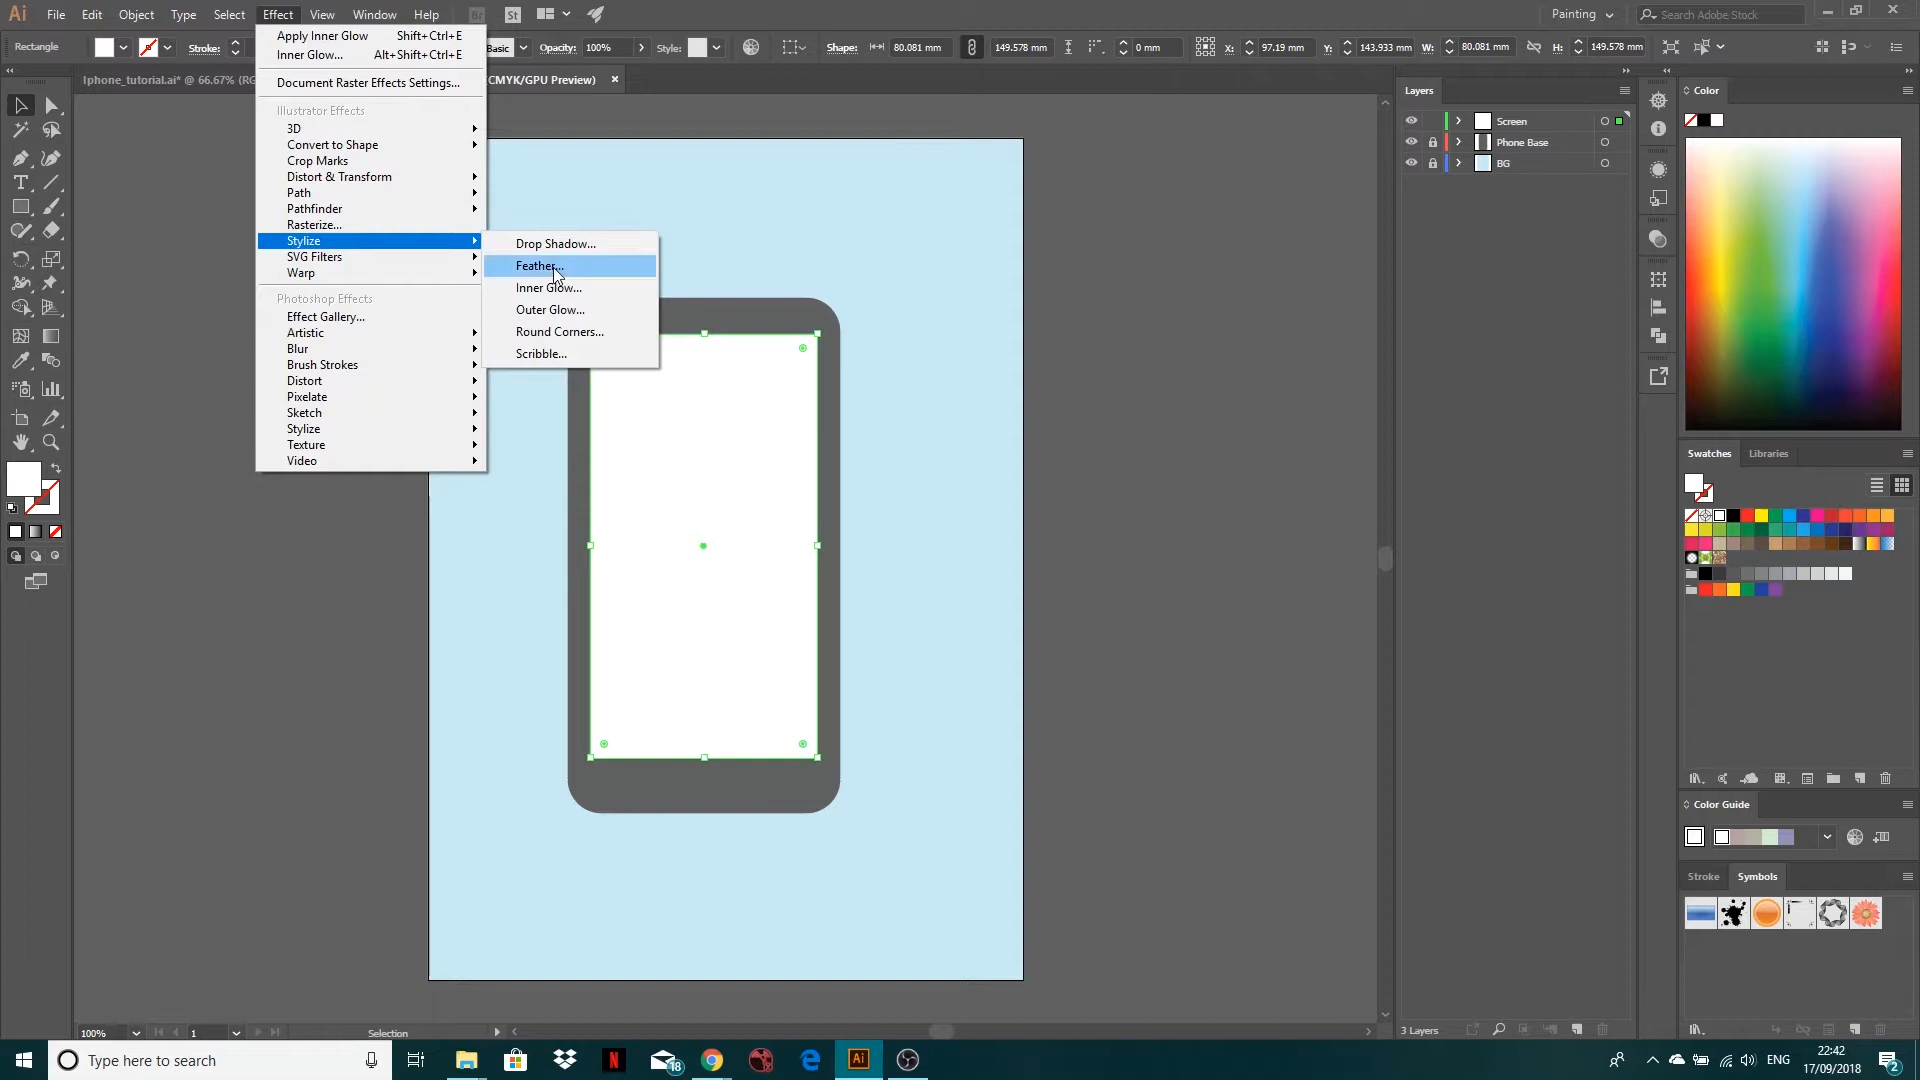 Ai File Edit Object Type Select Effect View Window Help Br St Painting Search Adobe Stock
Rectangle Stroke: Basic Opacity: 100% Style: Shape: 80.081 mm 149.578 mm 0 mm X: 97.19 mm Y: 143.933 mm W: 80.081 mm H: 149.578 mm
Iphone_tutorial.ai* @ 66.67% (RG CMYK/GPU Preview) ×
Apply Inner Glow Shift+Ctrl+E
Inner Glow... Alt+Shift+Ctrl+E
Document Raster Effects Settings...
Illustrator Effects
3D
Convert to Shape
Crop Marks
Distort & Transform
Path
Pathfinder
Rasterize...
Stylize
SVG Filters
Warp
Photoshop Effects
Effect Gallery...
Artistic
Blur
Brush Strokes
Distort
Pixelate
Sketch
Stylize
Texture
Video
Drop Shadow...
Feather...
Inner Glow...
Outer Glow...
Round Corners...
Scribble...
Layers
Screen
Phone Base
BG
3 Layers
Color
Swatches Libraries
Color Guide
Stroke Symbols
100% 1 Selection
Type here to search
N 18 Ai ENG 22:42
17/09/2018 2